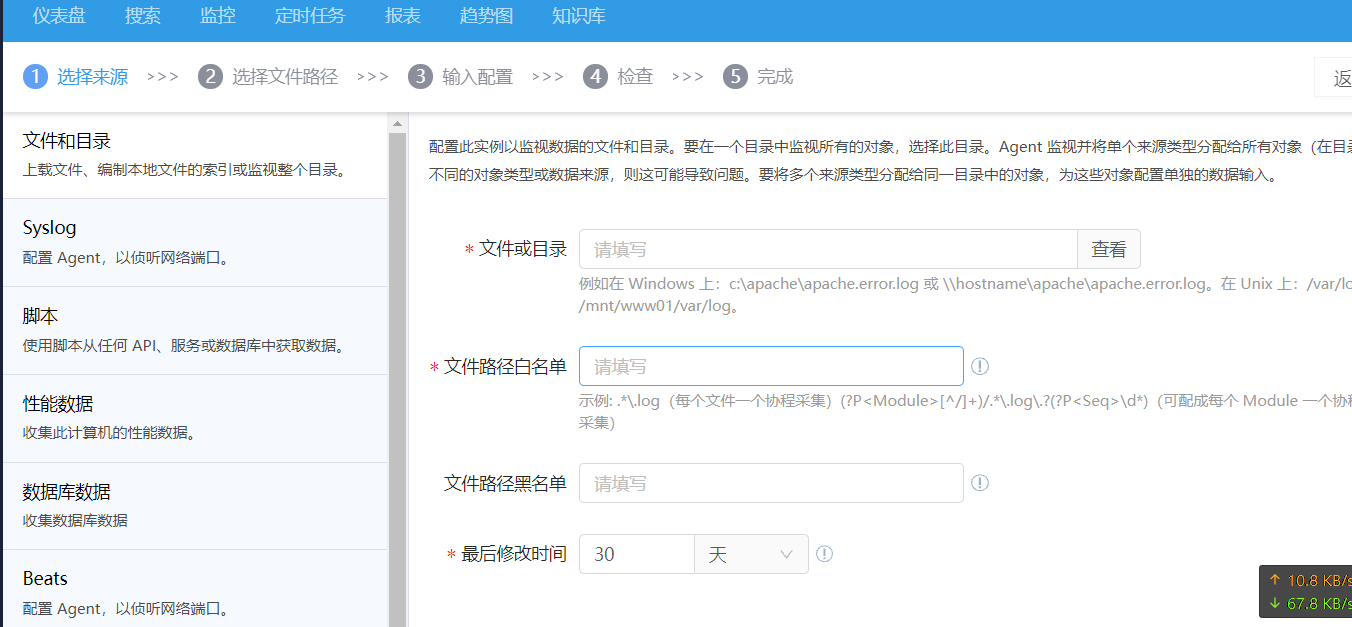 仪表盘 搜索 监控 定时任务 报表 趋势图 知识库
1 选择来源 >>> 2 选择文件路径 >>> 3 输入配置 >>> 4 检查 >>> 5 完成
返
文件和目录
上载文件、编制本地文件的索引或监视整个目录。
Syslog
配置 Agent，以侦听网络端口。
脚本
使用脚本从任何 API、服务或数据库中获取数据。
性能数据
收集此计算机的性能数据。
数据库数据
收集数据库数据
Beats
配置 Agent，以侦听网络端口。
配置此实例以监视数据的文件和目录。要在一个目录中监视所有的对象，选择此目录。Agent 监视并将单个来源类型分配给所有对象（在目录
不同的对象类型或数据来源，则这可能导致问题。要将多个来源类型分配给同一目录中的对象，为这些对象配置单独的数据输入。
* 文件或目录 请填写 查看
例如在 Windows 上：c:\apache\apache.error.log 或 \\hostname\apache\apache.error.log。在 Unix 上：/var/lo
/mnt/www01/var/log。
* 文件路径白名单 请填写
示例: .*\.log（每个文件一个协程采集）(?P<Module>[^/]+)/.*\.log\.?(?P<Seq>\d*)（可配成每个 Module 一个协程
采集）
文件路径黑名单 请填写
* 最后修改时间 30 天
↑ 10.8 KB/s
↓ 67.8 KB/s